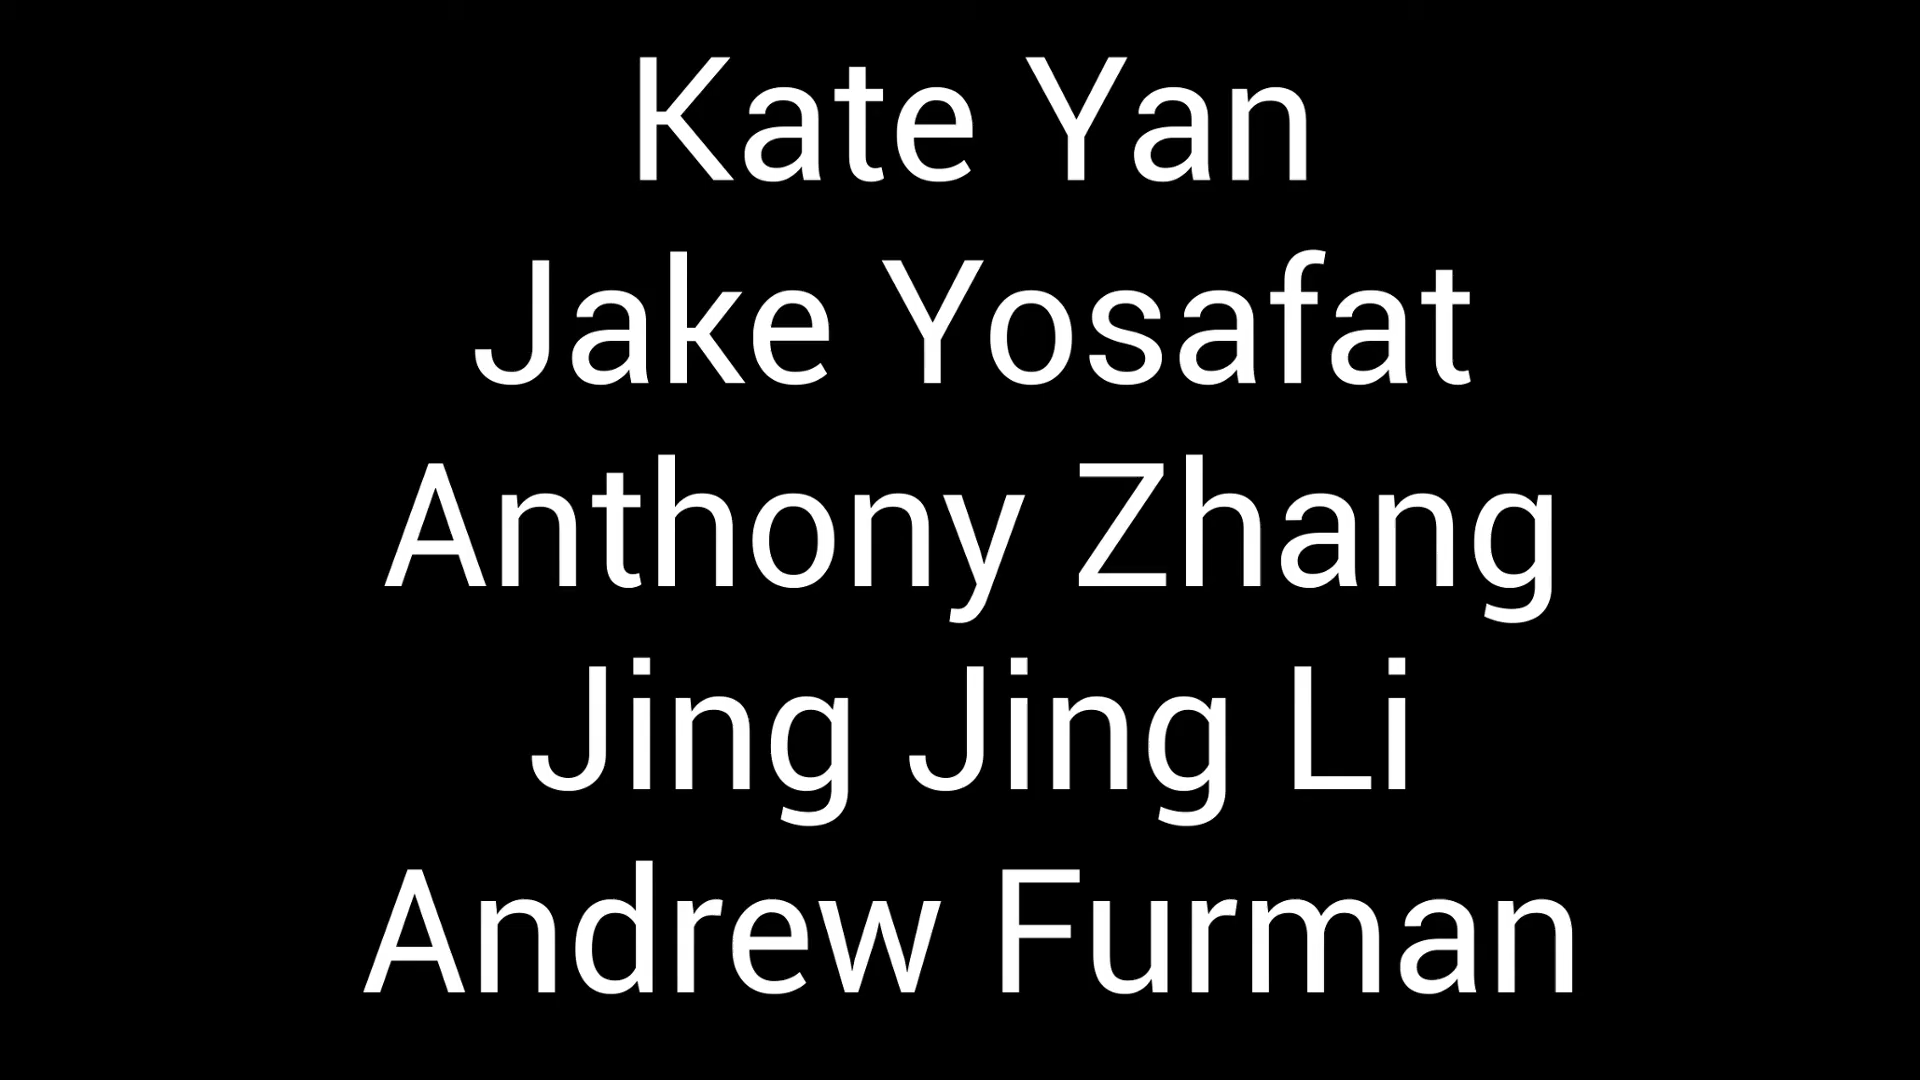 Kate Yan
Jake Yosafat
Anthony Zhang
Jing Jing Li
Andrew Furman